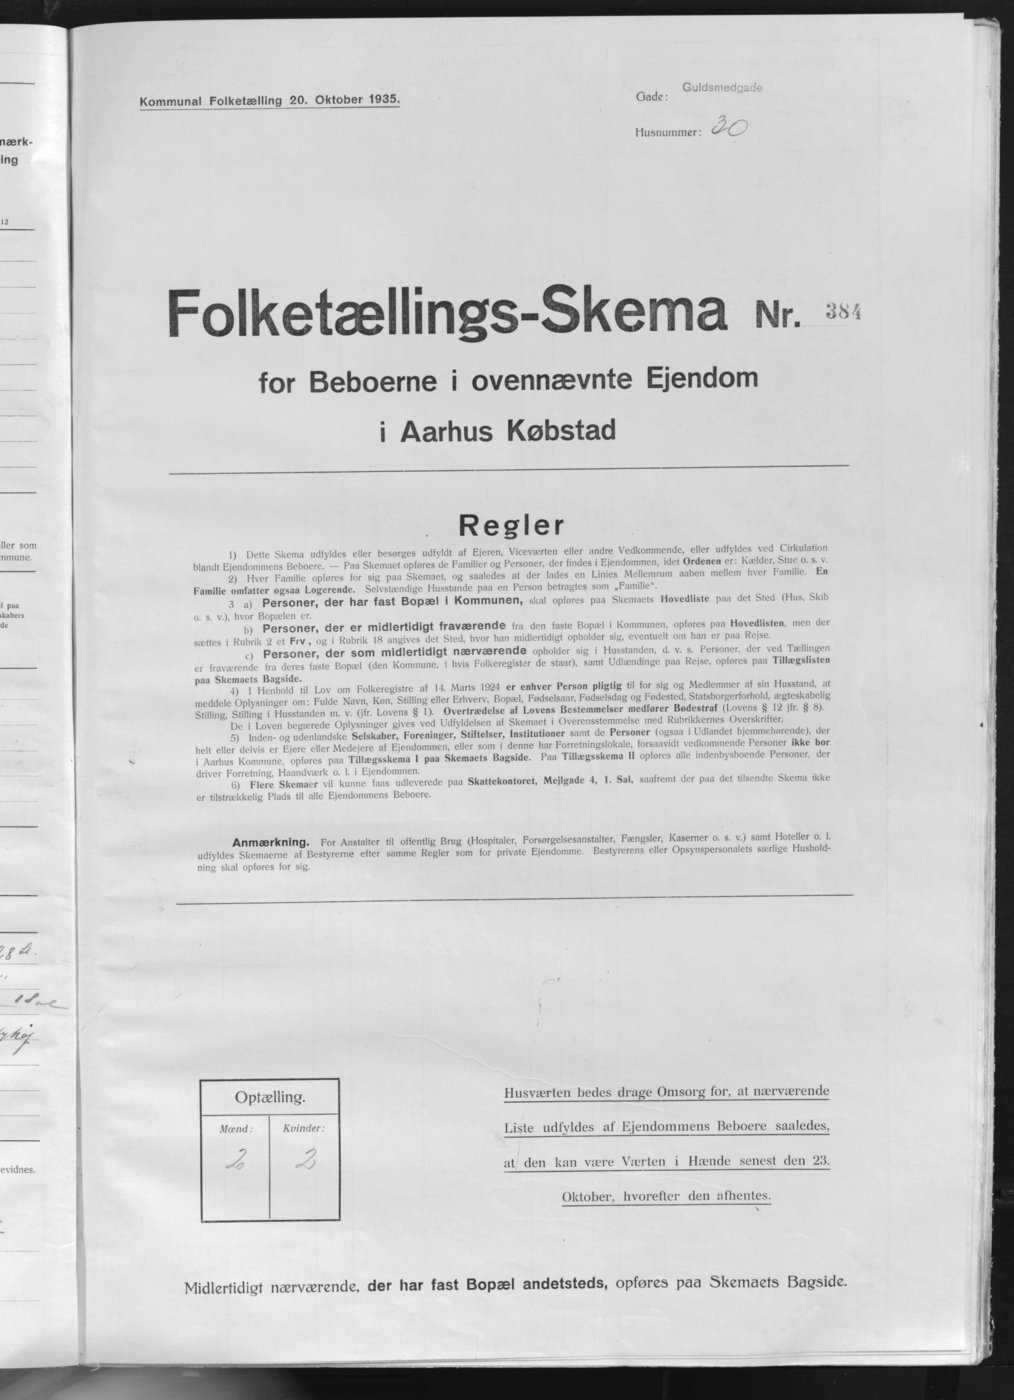 mærk-
ing
12
ller som
mmune.
l paa
skabers
de
28 St.
1 Sal
evidnes.
Kommunal Folketælling 20. Oktober 1935.
Gade: Guldsmedgade
Husnummer: 30
Folketællings-Skema Nr. 384
for Beboerne i ovennævnte Ejendom
i Aarhus Købstad
Regler
1) Dette Skema udfyldes eller besørges udfyldt af Ejeren, Viceværten eller andre Vedkommende, eller udfyldes ved Cirkulation
blandt Ejendommens Beboere. — Paa Skemaet opføres de Familier og Personer, der findes i Ejendommen, idet Ordenen er: Kælder, Stue o. s. v.
2) Hver Familie opføres for sig paa Skemaet, og saaledes at der lades en Linies Mellemrum aaben mellem hver Familie. En
Familie omfatter ogsaa Logerende. Selvstændige Husstande paa en Person betragtes som „Familie".
3 a) Personer, der har fast Bopæl i Kommunen, skal opføres paa Skemaets Hovedliste paa det Sted (Hus, Skib
o. s. v.), hvor Bopælen er.
b) Personer, der er midlertidigt fraværende fra den faste Bopæl i Kommunen, opføres paa Hovedlisten, men der
sættes i Rubrik 2 et Frv., og i Rubrik 18 angives det Sted, hvor han midlertidigt opholder sig, eventuelt om han er paa Rejse.
c) Personer, der som midlertidigt nærværende opholder sig i Husstanden, d. v. s. Personer, der ved Tællingen
er fraværende fra deres faste Bopæl (den Kommune, i hvis Folkeregister de staar), samt Udlændinge paa Rejse, opføres paa Tillægslisten
paa Skemaets Bagside.
4) I Henhold til Lov om Folkeregistre af 14. Marts 1924 er enhver Person pligtig til for sig og Medlemmer af sin Husstand, at
meddele Oplysninger om: Fulde Navn, Køn, Stilling eller Erhverv, Bopæl, Fødselsaar, Fødselsdag og Fødested, Statsborgerforhold, ægteskabelig
Stilling, Stilling i Husstanden m. v. (jfr. Lovens § 1). Overtrædelse af Lovens Bestemmelser medfører Bødestraf (Lovens § 12 jfr. § 8).
De i Loven begærede Oplysninger gives ved Udfyldelsen af Skemaet i Overensstemmelse med Rubrikkernes Overskrifter.
5) Inden- og udenlandske Selskaber, Foreninger, Stiftelser, Institutioner samt de Personer (ogsaa i Udlandet hjemmehørende), der
helt eller delvis er Ejere eller Medejere af Ejendommen, eller som i denne har Forretningslokale, forsaavidt vedkommende Personer ikke bor
i Aarhus Kommune, opføres paa Tillægsskema I paa Skemaets Bagside. Paa Tillægsskema II opføres alle indenbysboende Personer, der
driver Forretning, Haandværk o. l. i Ejendommen.
6) Flere Skemaer vil kunne faas udleverede paa Skattekontoret, Mejlgade 4, 1. Sal, saafremt der paa det tilsendte Skema ikke
er tilstrækkelig Plads til alle Ejendommens Beboere.
Anmærkning. For Anstalter til offentlig Brug (Hospitaler, Forsørgelsesanstalter, Fængsler, Kaserner o. s. v.) samt Hoteller o. l.
udfyldes Skemaerne af Bestyrerne efter samme Regler som for private Ejendomme. Bestyrerens eller Opsynspersonalets særlige Hushold-
ning skal opføres for sig.
Optælling.
Mænd: Kvinder:
2 2
Husværten bedes drage Omsorg for, at nærværende
Liste udfyldes af Ejendommens Beboere saaledes,
at den kan være Værten i Hænde senest den 23.
Oktober, hvorefter den afhentes.
Midlertidigt nærværende, der har fast Bopæl andetsteds, opføres paa Skemaets Bagside.